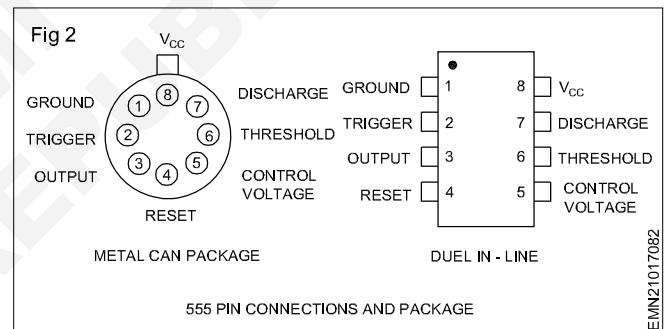 Fig 2
V_CC
GROUND
TRIGGER
OUTPUT
1
2
3
4
5
6
7
8
DISCHARGE
THRESHOLD
CONTROL
VOLTAGE
RESET
METAL CAN PACKAGE
GROUND 1 8 V_CC
TRIGGER 2 7 DISCHARGE
OUTPUT 3 6 THRESHOLD
RESET 4 5 CONTROL
VOLTAGE
DUEL IN - LINE
555 PIN CONNECTIONS AND PACKAGE
EMN21017082